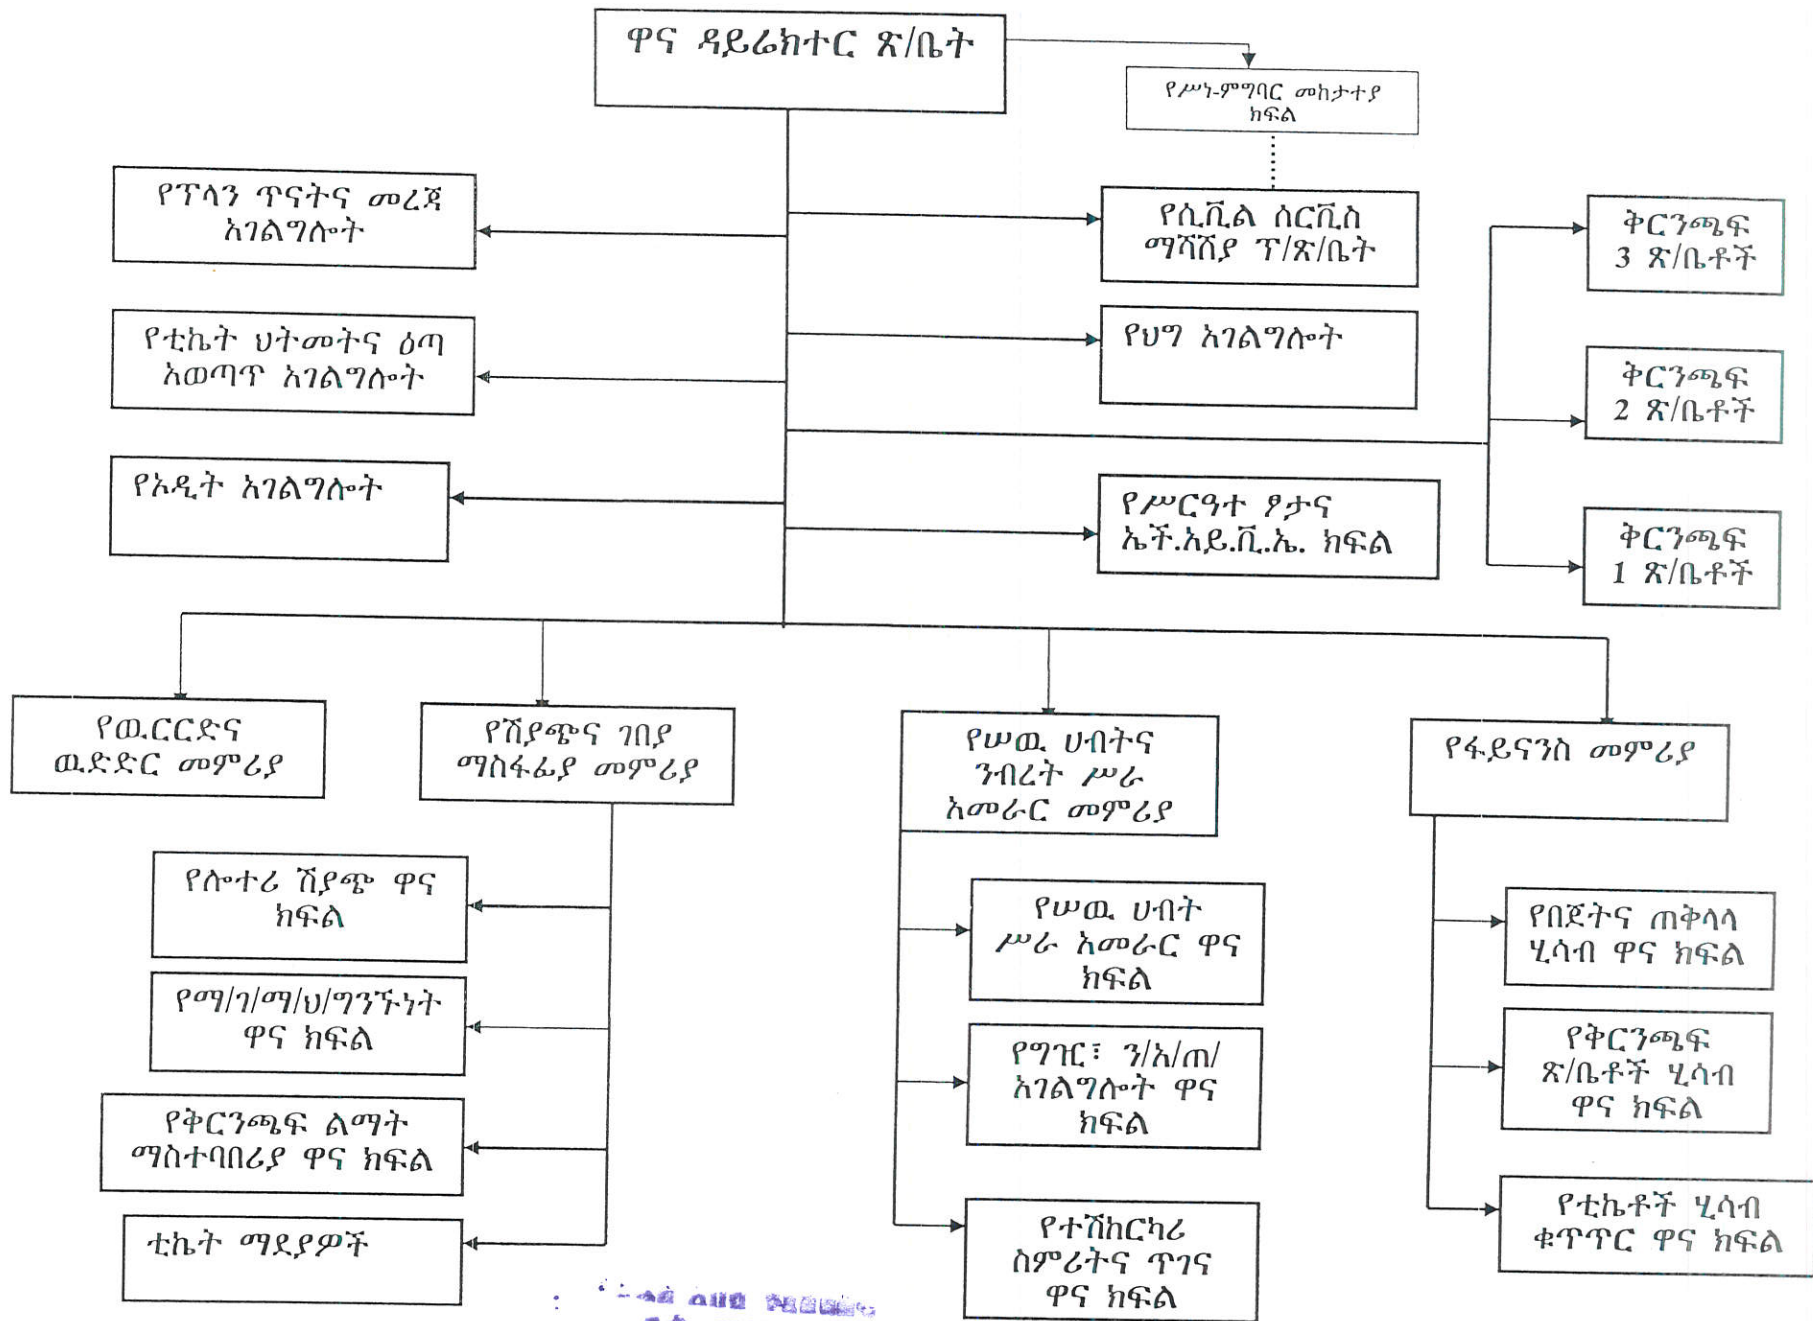 ዋና ዳይሬክተር ጽ/ቤት
የሥነ-ምግባር መከታተያ
ክፍል
የፕላን ጥናትና መረጃ
አገልግሎት
የሲቪል ሰርቪስ
ማሻሻያ ፕ/ጽ/ቤት
ቅርንጫፍ
3 ጽ/ቤቶች
የቲኬት ህትመትና ዕጣ
አወጣጥ አገልግሎት
የህግ አገልግሎት
ቅርንጫፍ
2 ጽ/ቤቶች
የኦዲት አገልግሎት
የሥርዓተ ፆታና
ኤች.አይ.ቪ.ኤ. ክፍል
ቅርንጫፍ
1 ጽ/ቤቶች
የዉርርድና
ዉድድር መምሪያ
የሽያጭና ገበያ
ማስፋፊያ መምሪያ
የሠዉ ሀብትና
ንብረት ሥራ
አመራር መምሪያ
የፋይናንስ መምሪያ
የሎተሪ ሽያጭ ዋና
ክፍል
የማ/ገ/ማ/ህ/ግንኙነት
ዋና ክፍል
የቅርንጫፍ ልማት
ማስተባበሪያ ዋና ክፍል
ቲኬት ማደያዎች
የሠዉ ሀብት
ሥራ አመራር ዋና
ክፍል
የግዢ፣ ን/አ/ጠ/
አገልግሎት ዋና
ክፍል
የተሽከርካሪ
ስምሪትና ጥገና
ዋና ክፍል
የበጀትና ጠቅላላ
ሂሳብ ዋና ክፍል
የቅርንጫፍ
ጽ/ቤቶች ሂሳብ
ዋና ክፍል
የቲኬቶች ሂሳብ
ቁጥጥር ዋና ክፍል